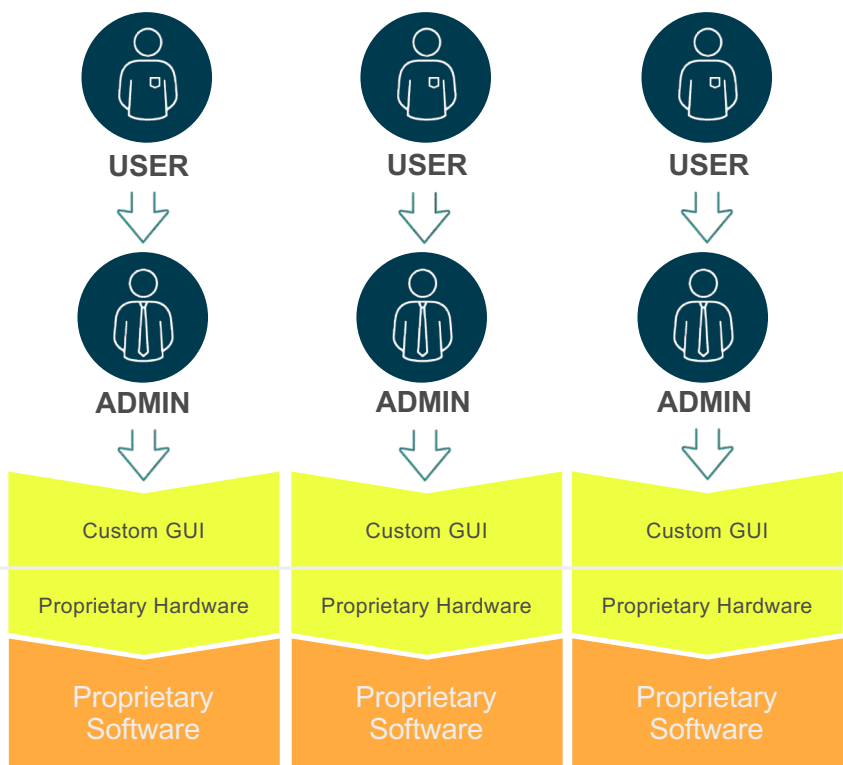 USER
USER
USER
ADMIN
ADMIN
ADMIN
Custom GUI
Custom GUI
Custom GUI
Proprietary Hardware
Proprietary Hardware
Proprietary Hardware
Proprietary
Software
Proprietary
Software
Proprietary
Software